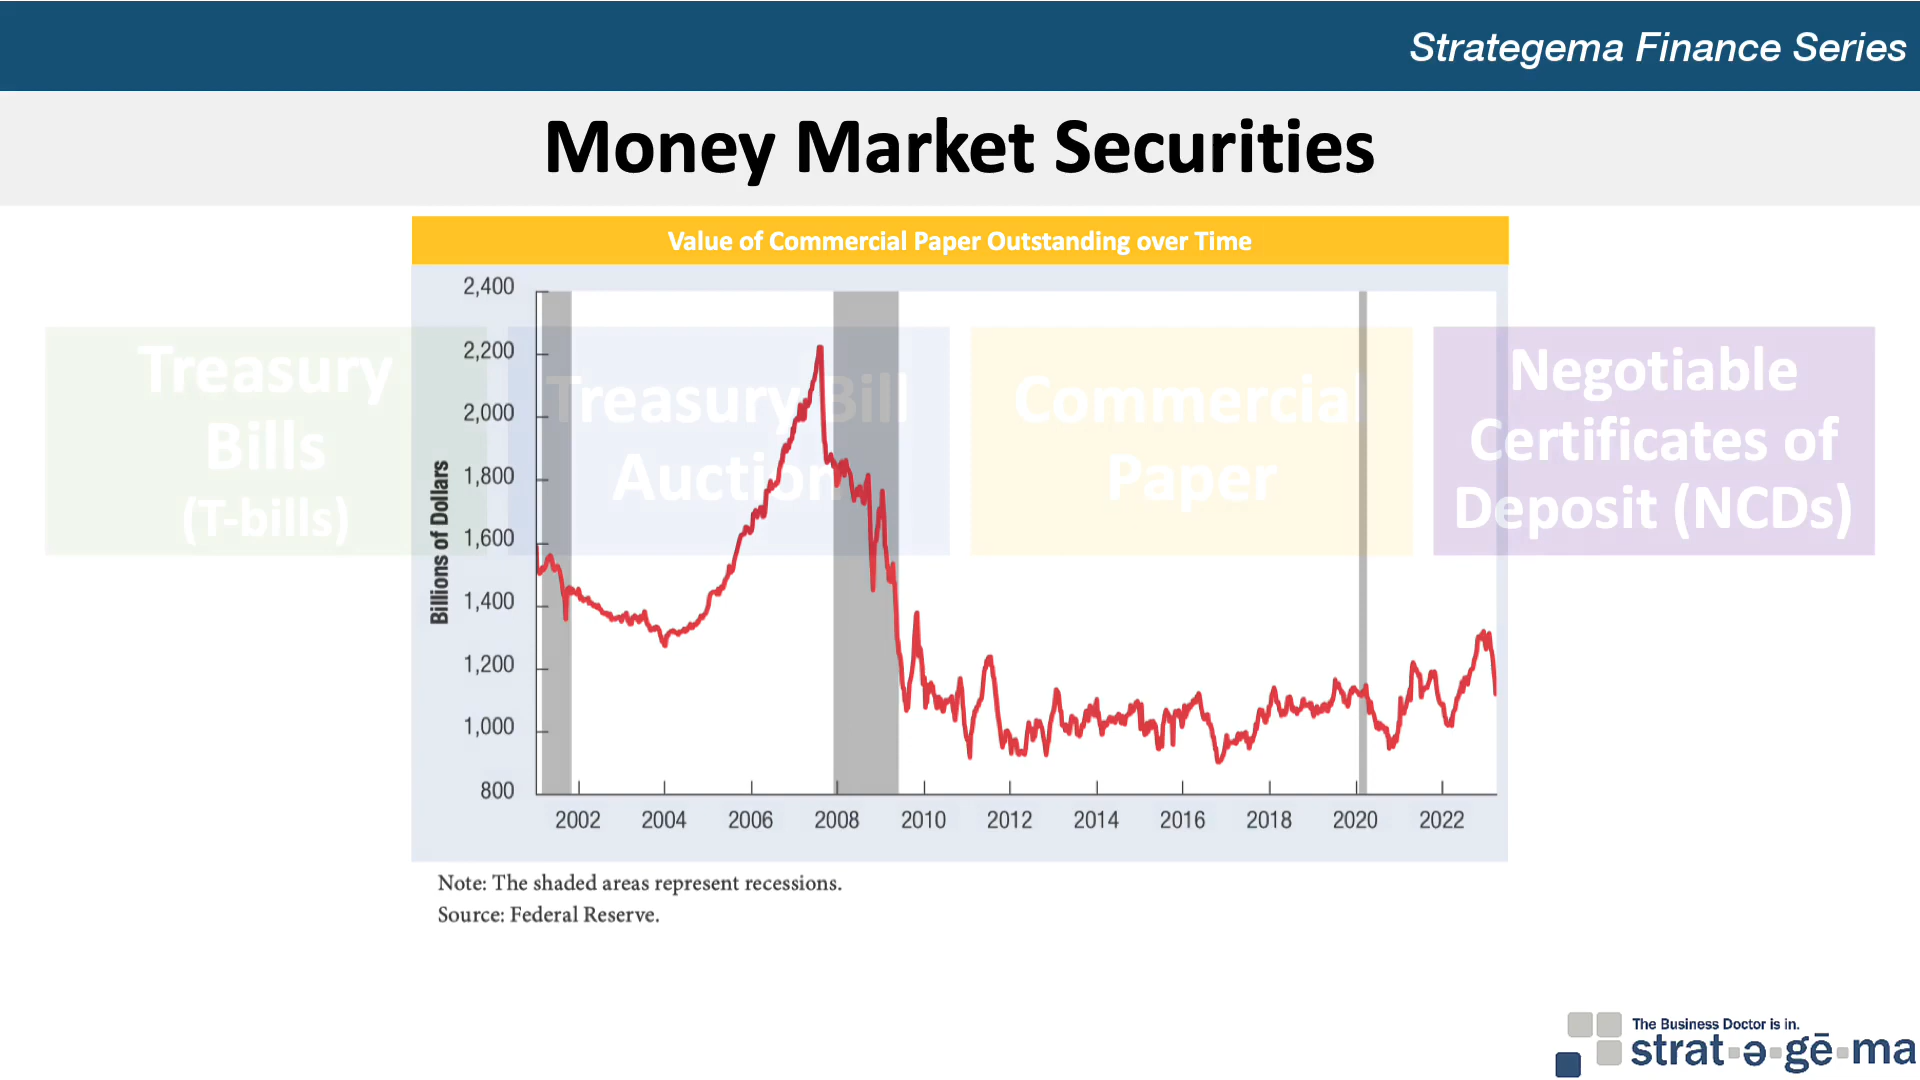 Strategema Finance Series
Money Market Securities
Value of Commercial Paper Outstanding over Time
2,400
2,200
2,000
1,800
1,600
1,400
1,200
1,000
800
Billions of Dollars
2002 2004 2006 2008 2010 2012 2014 2016 2018 2020 2022
Treasury
Bills
(T-bills)
Treasury Bill
Auction
Commercial
Paper
Negotiable
Certificates of
Deposit (NCDs)
Note: The shaded areas represent recessions.
Source: Federal Reserve.
The Business Doctor is in.
strat-ə-gē-ma